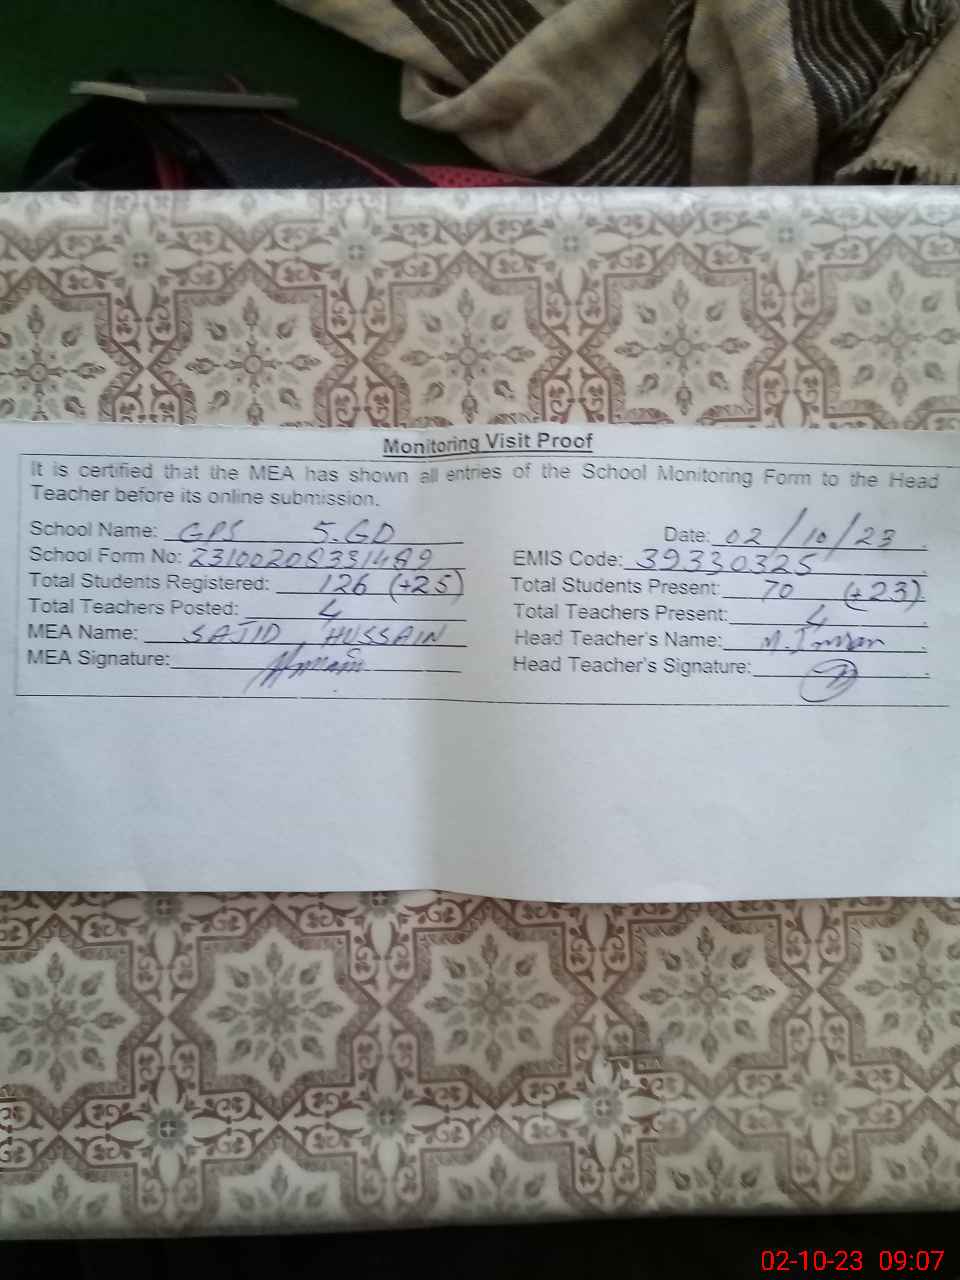 Monitoring Visit Proof
It is certified that the MEA has shown all entries of the School Monitoring Form to the Head
Teacher before its online submission.
School Name: GPS 5.GD Date: 02/10/23
School Form No: 23100208331489 EMIS Code: 39330325
Total Students Registered: 126 (+25) Total Students Present: 70 (+23)
Total Teachers Posted: 4 Total Teachers Present: 4
MEA Name: SAJID HUSSAIN Head Teacher's Name: M. Imran
MEA Signature: Head Teacher's Signature:
02-10-23 09:07